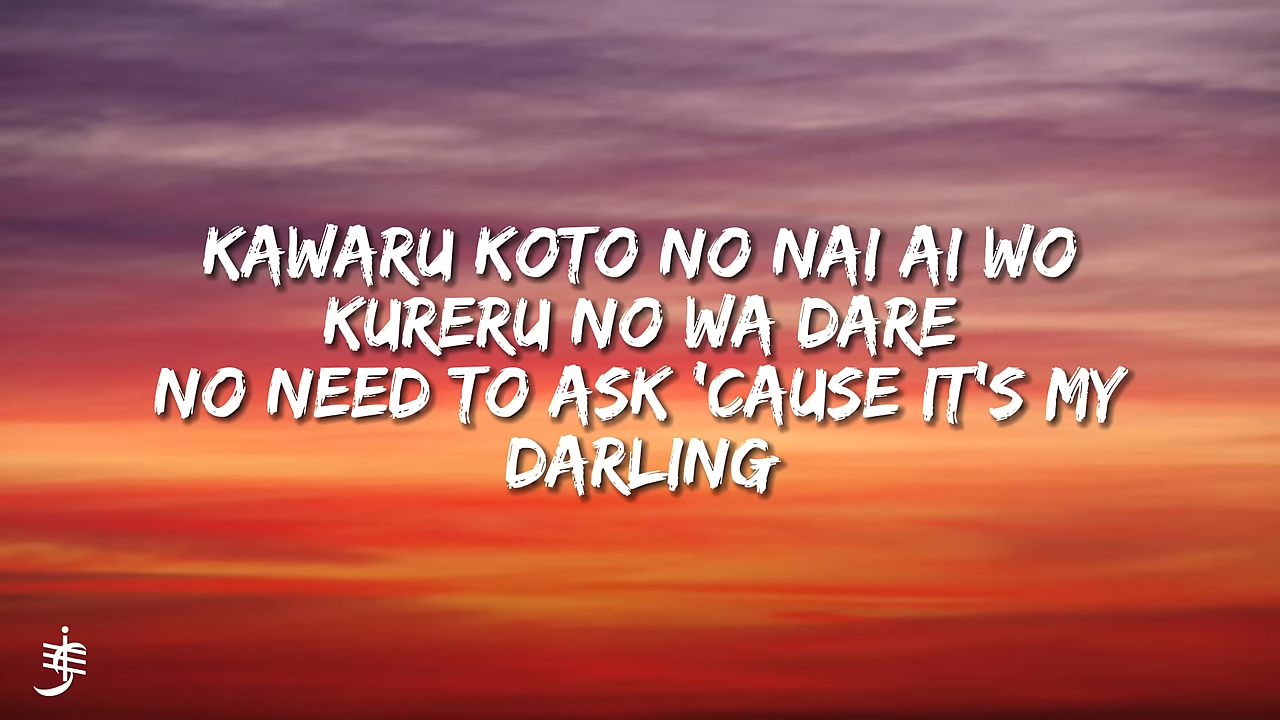 KAWARU KOTO NO NAI AI WO
KURERU NO WA DARE
NO NEED TO ASK 'CAUSE IT'S MY
DARLING